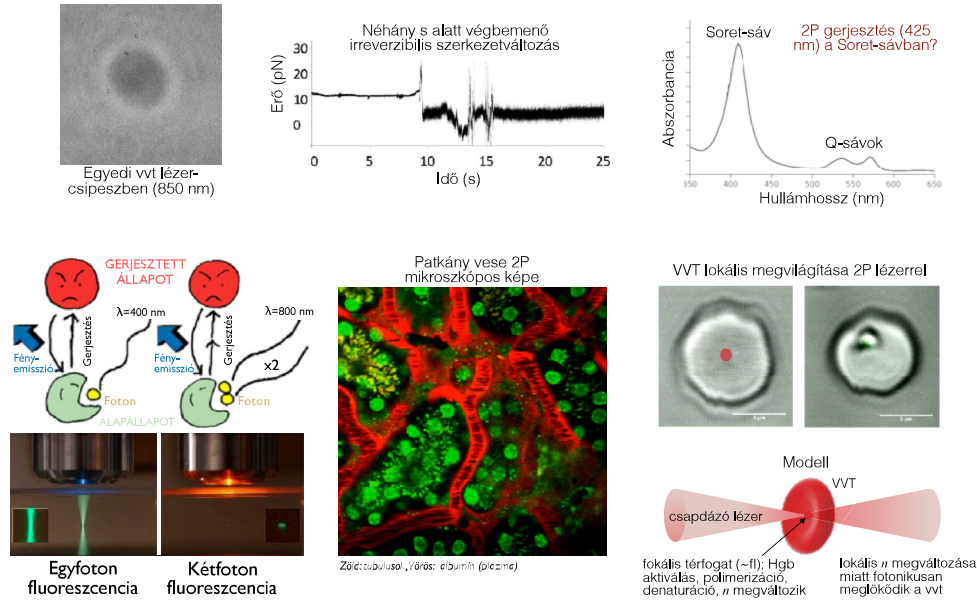 Egyedi vvt lézer-
csipeszben (850 nm)
Néhány s alatt végbemenő
irreverzibilis szerkezetváltozás
Erő (pN)
30
20
10
0
0
5
10
15
20
25
Idő (s)
Soret-sáv
2P gerjesztés (425
nm) a Soret-sávban?
Abszorbancia
Q-sávok
350
400
450
500
550
600
650
Hullámhossz (nm)
GERJESZTETT
ÁLLAPOT
λ=400 nm
λ=800 nm
Gerjesztés
Gerjesztés
Fény-
emisszió
Fény-
emisszió
x2
Foton
Foton
ALAPÁLLAPOT
Egyfoton
fluoreszcencia
Kétfoton
fluoreszcencia
Patkány vese 2P
mikroszkópos képe
Zöld: tubulusok, Vörös: albumin (plazma)
VVT lokális megvilágítása 2P lézerrel
5 µm
5 µm
Modell
VVT
csapdázó lézer
fokális térfogat (~fl); Hgb
aktiválás, polimerizáció,
denaturáció, n megváltozik
lokális n megváltozása
miatt fotonikusan
meglöködik a vvt